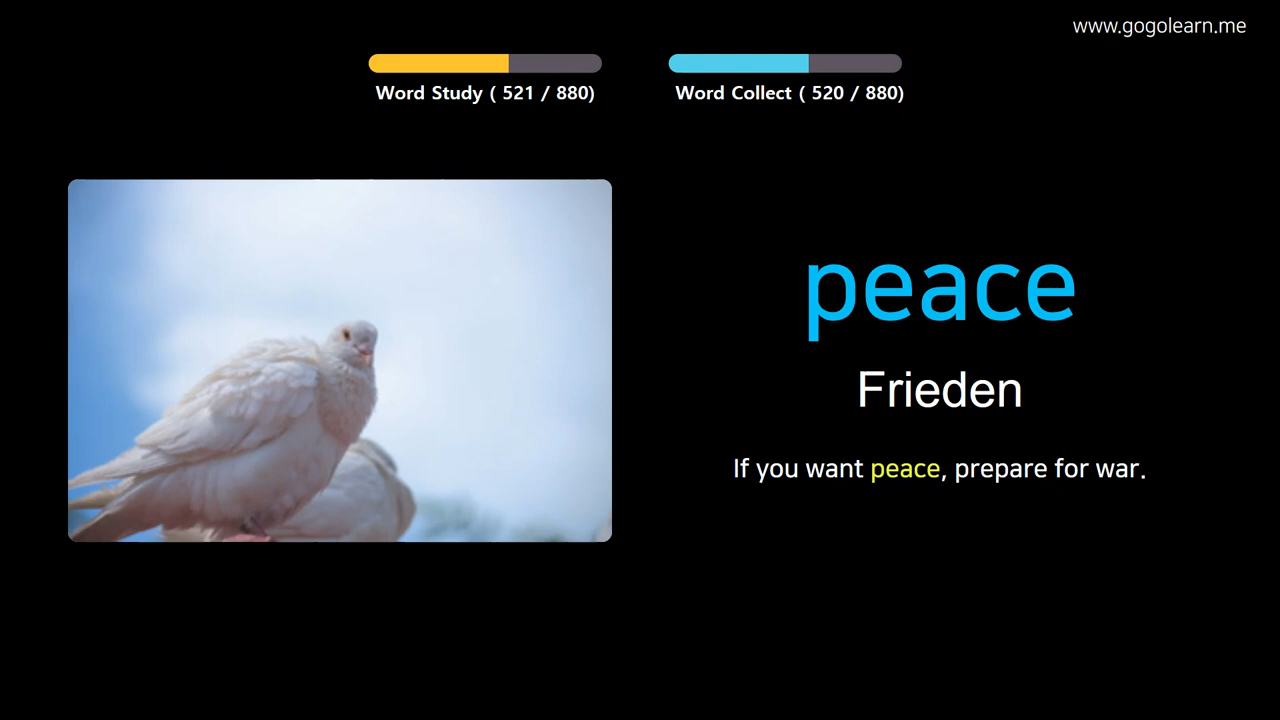 www.gogolearn.me
Word Study ( 521 / 880)
Word Collect ( 520 / 880)
peace
Frieden
If you want peace, prepare for war.